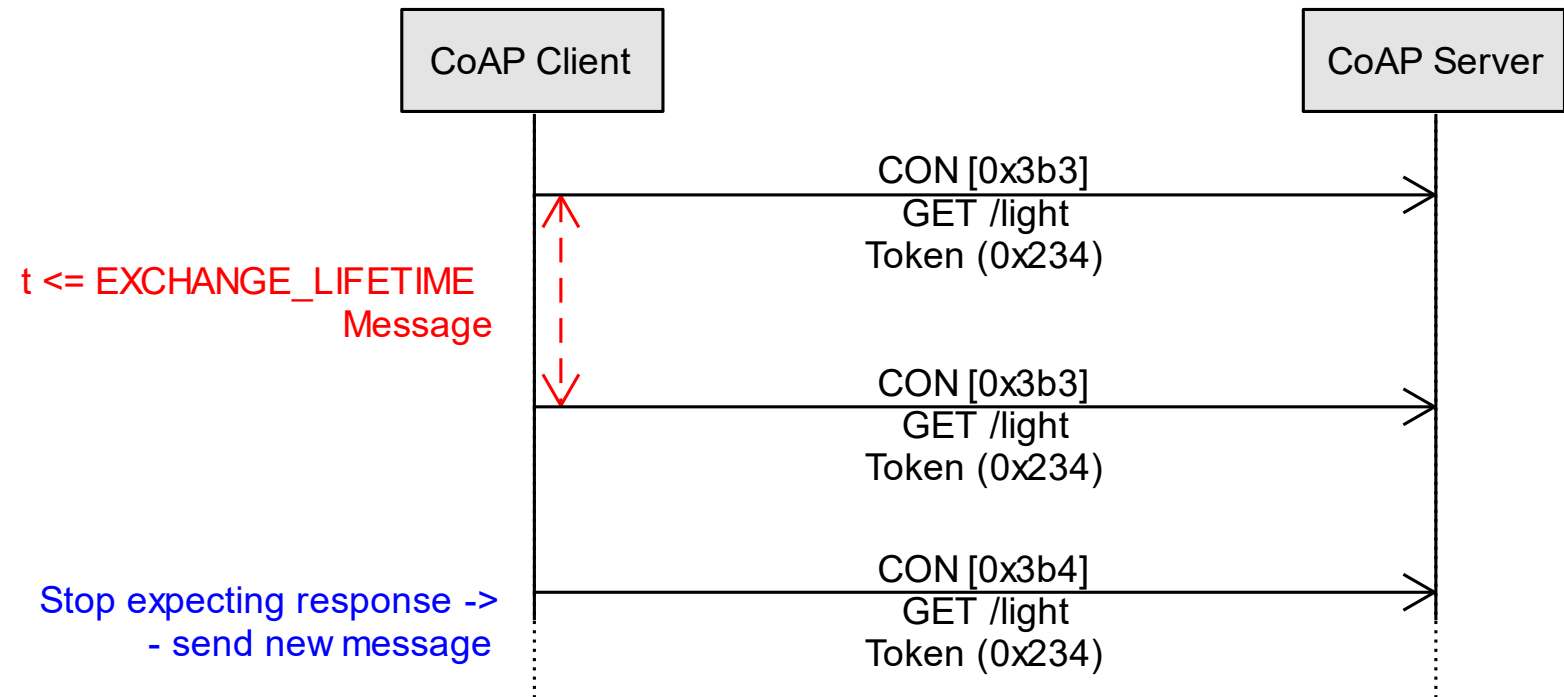 CoAP Client
CoAP Server
CON [0x3b3]
GET /light
Token (0x234)
t <= EXCHANGE_LIFETIME
Message
CON [0x3b3]
GET /light
Token (0x234)
CON [0x3b4]
GET /light
Token (0x234)
Stop expecting response ->
- send new message